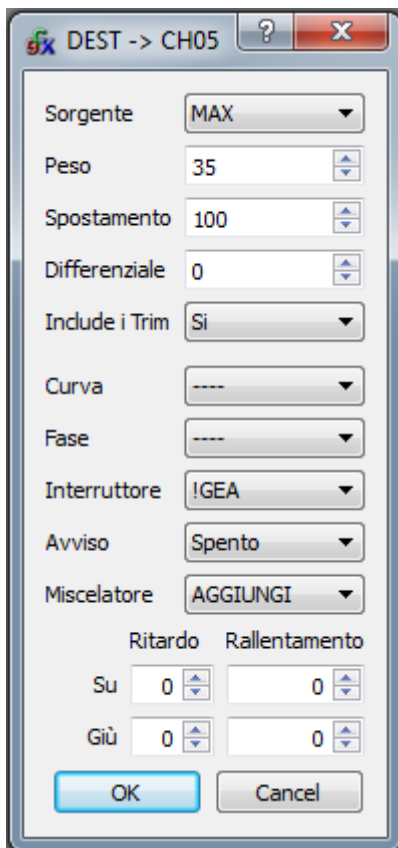 DEST -> CH05
Sorgente MAX
Peso 35
Spostamento 100
Differenziale 0
Include i Trim Si
Curva ----
Fase ----
Interruttore !GEA
Avviso Spento
Miscelatore AGGIUNGI
Ritardo Rallentamento
Su 0 0
Giù 0 0
OK Cancel